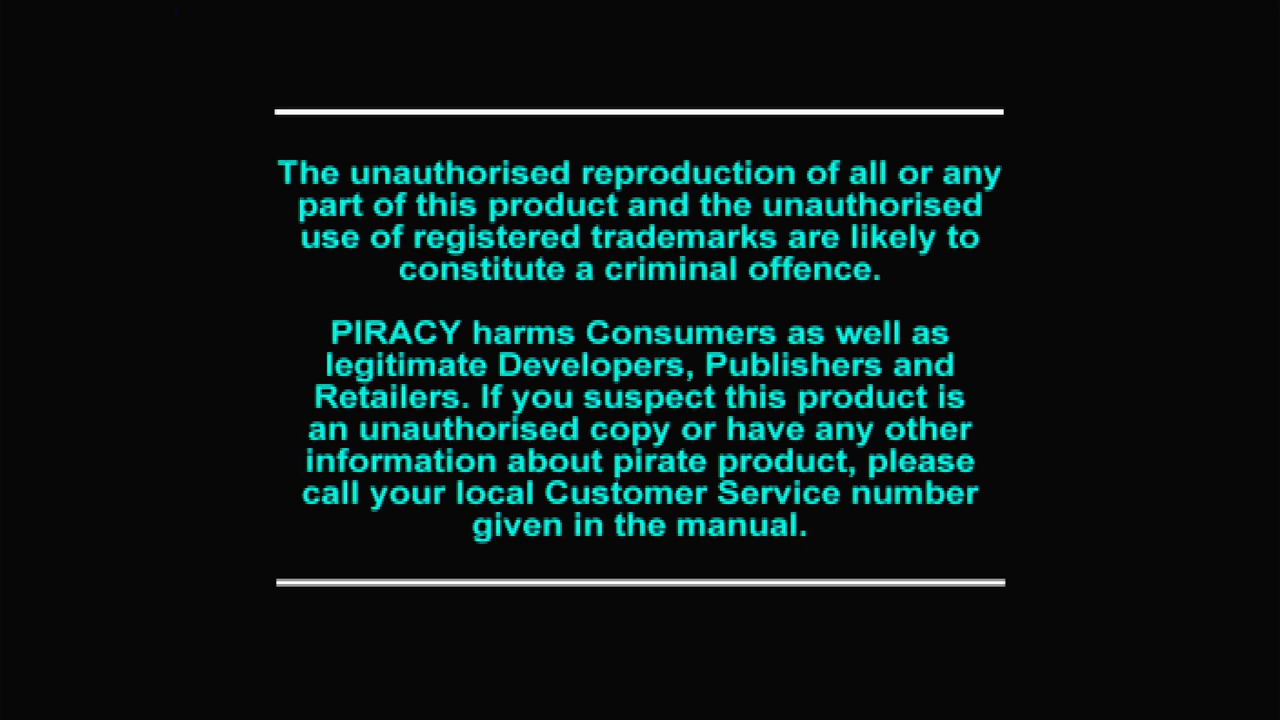 The unauthorised reproduction of all or any
part of this product and the unauthorised
use of registered trademarks are likely to
constitute a criminal offence.
PIRACY harms Consumers as well as
legitimate Developers, Publishers and
Retailers. If you suspect this product is
an unauthorised copy or have any other
information about pirate product, please
call your local Customer Service number
given in the manual.